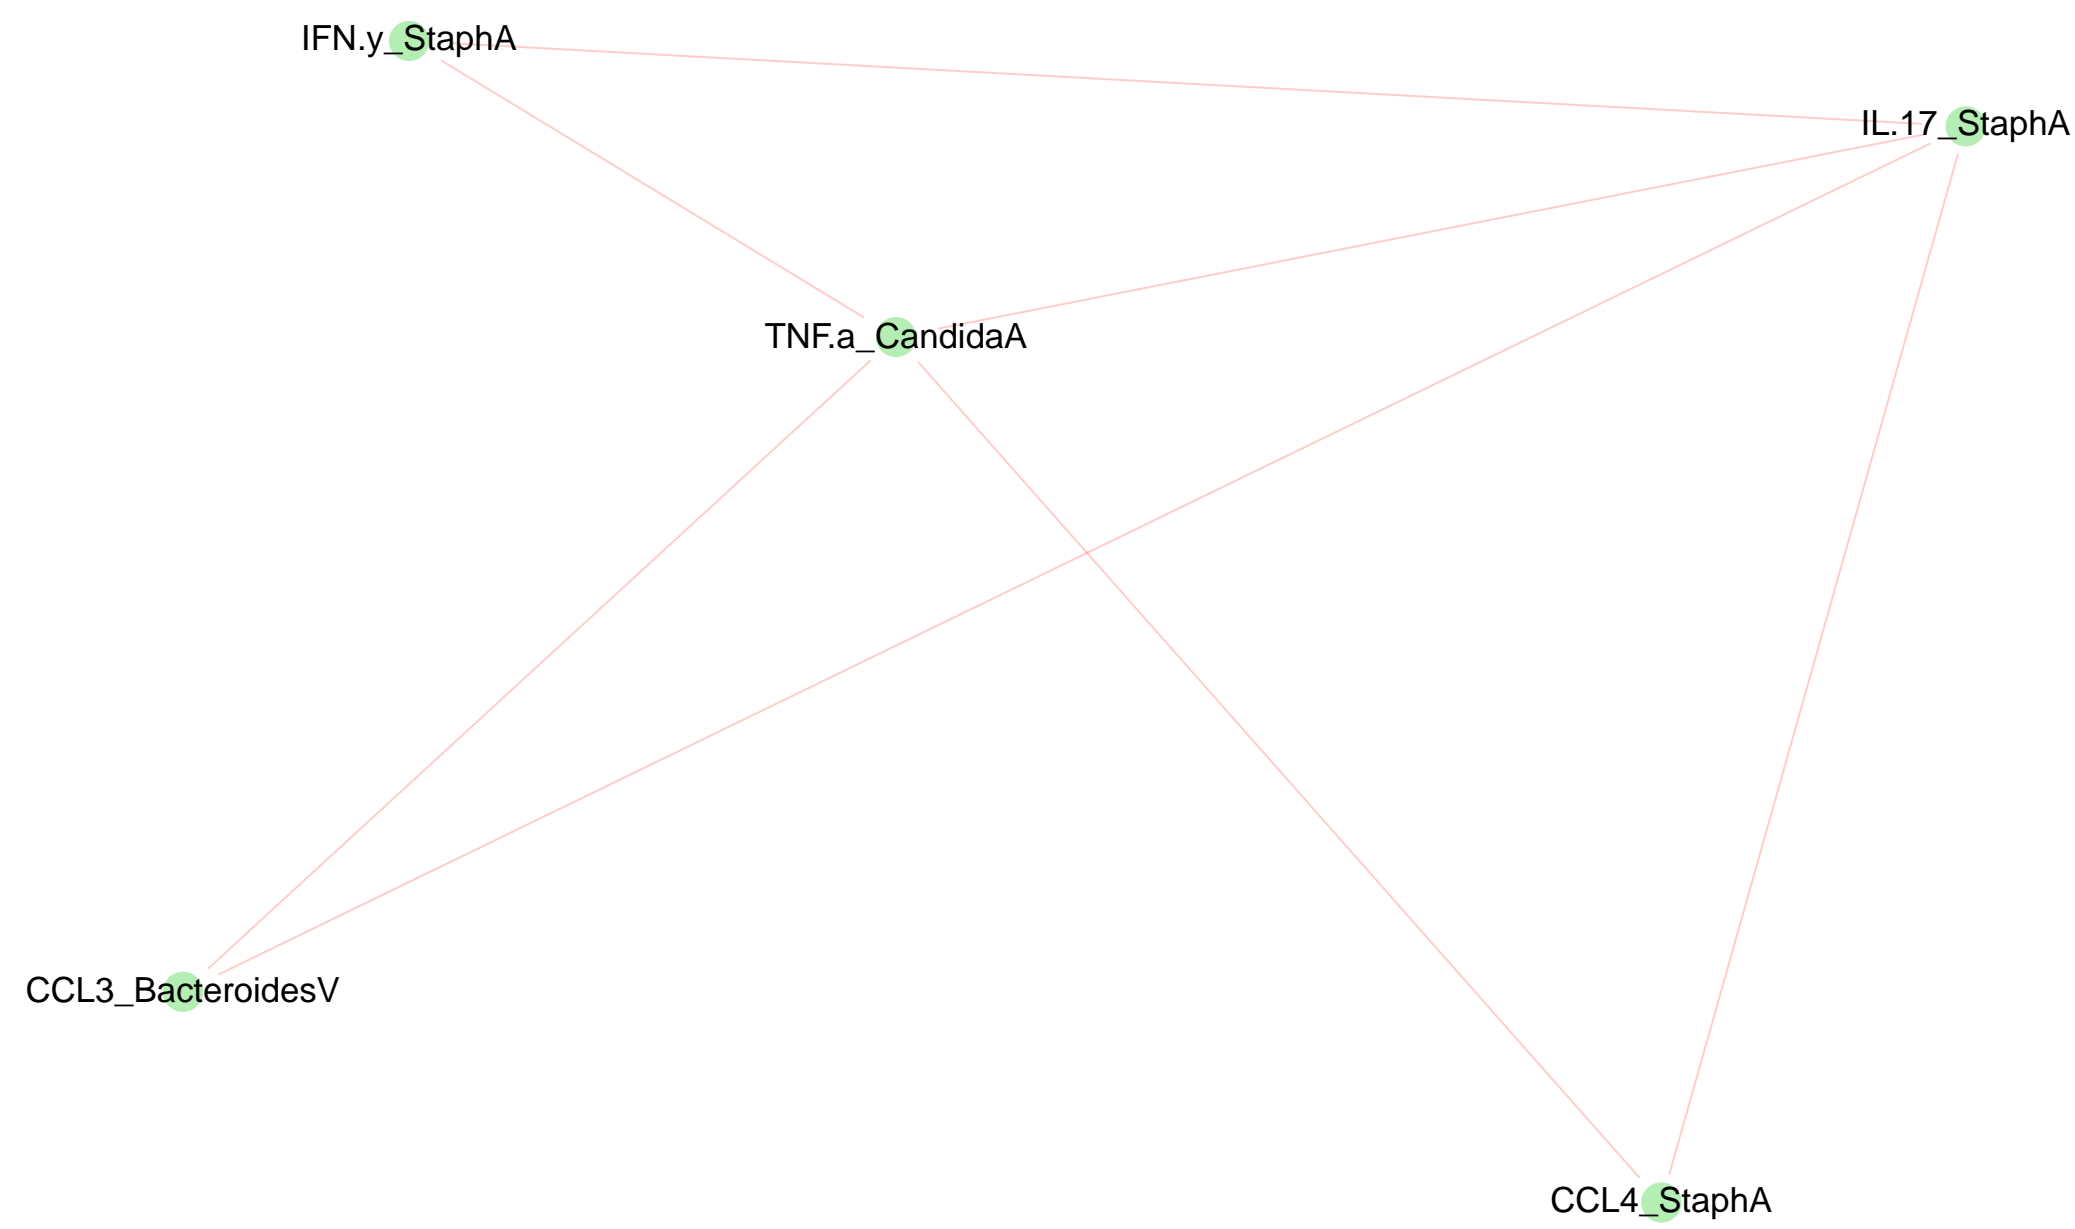 IFN.y_StaphA
IL.17_StaphA
TNF.a_CandidaA
CCL3_BacteroidesV
CCL4_StaphA